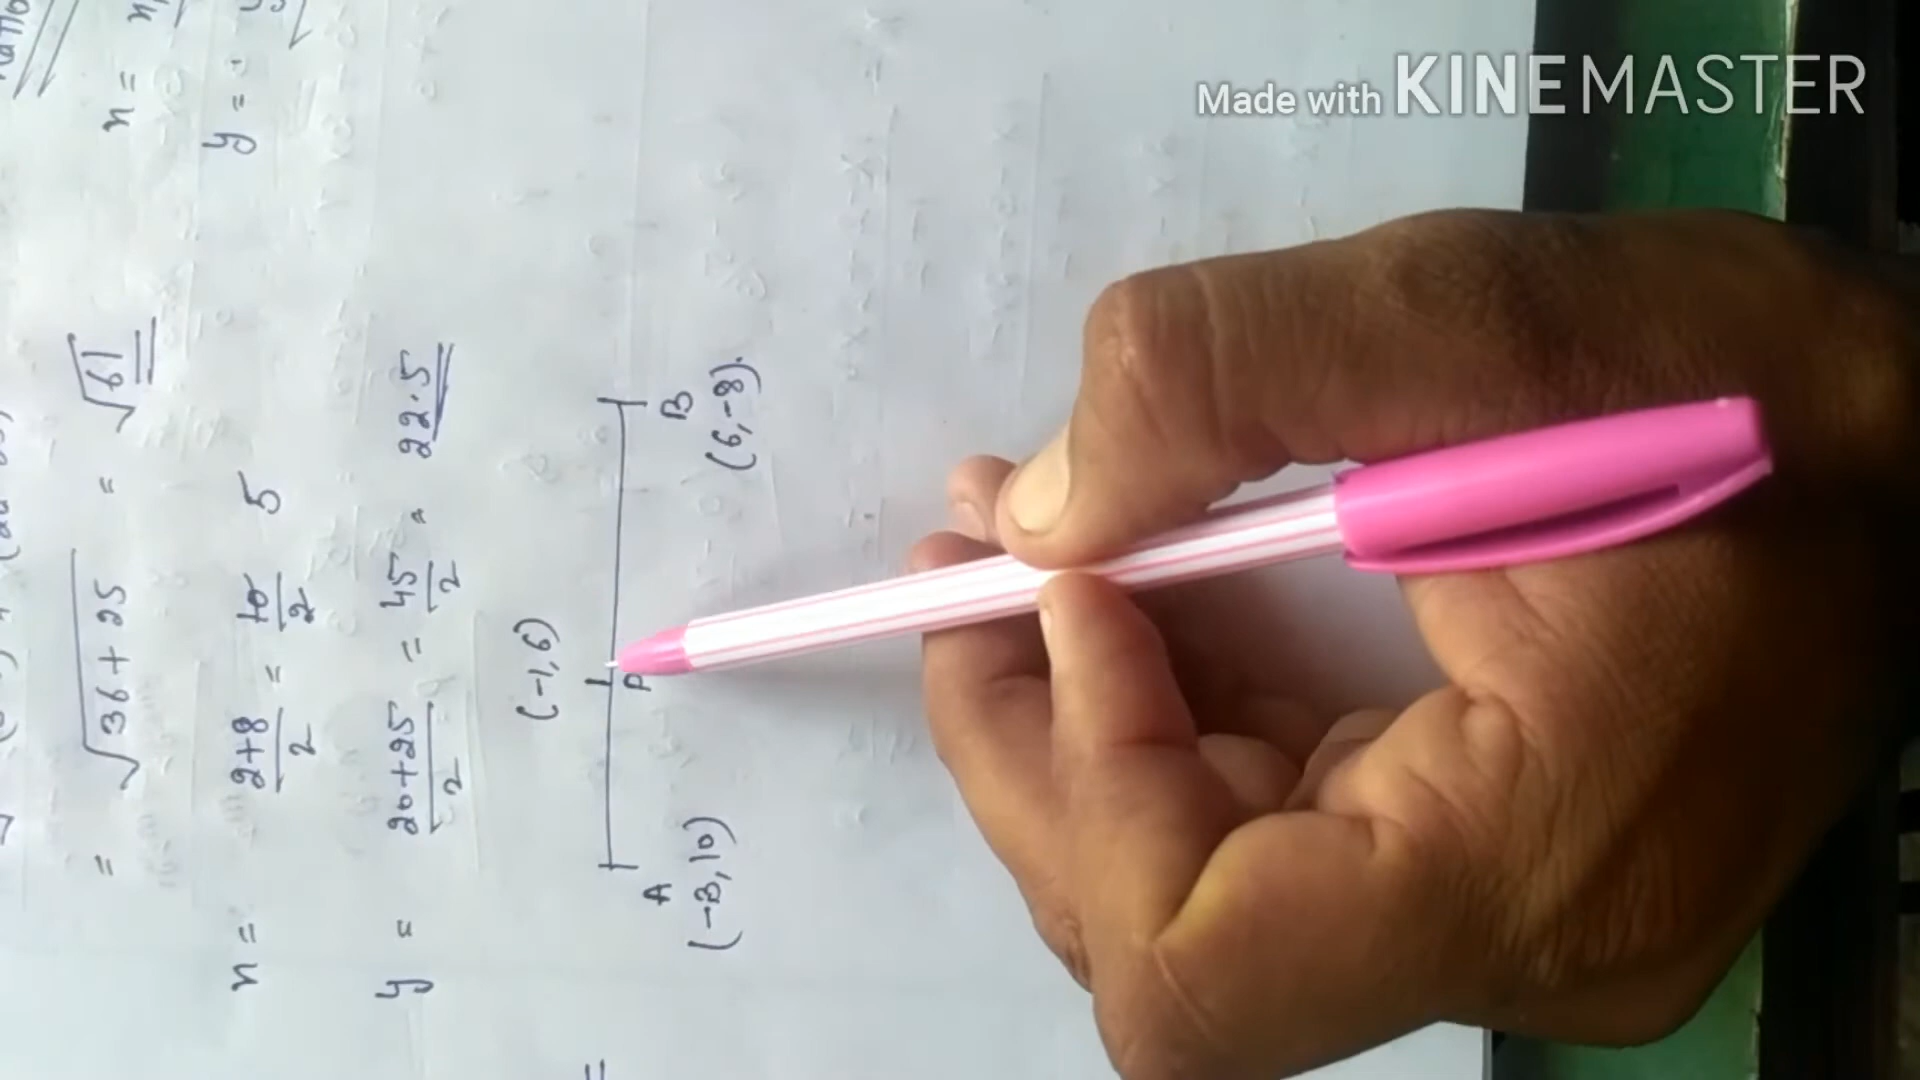 Made with KINEMASTER
= √36+25 = √61
x = 2+8/2 = 10/2 5
y = 20+25/2 = 45/2 = 22.5
(-1,6)
A P B
(-3,10) (6,-8).
x =
y =